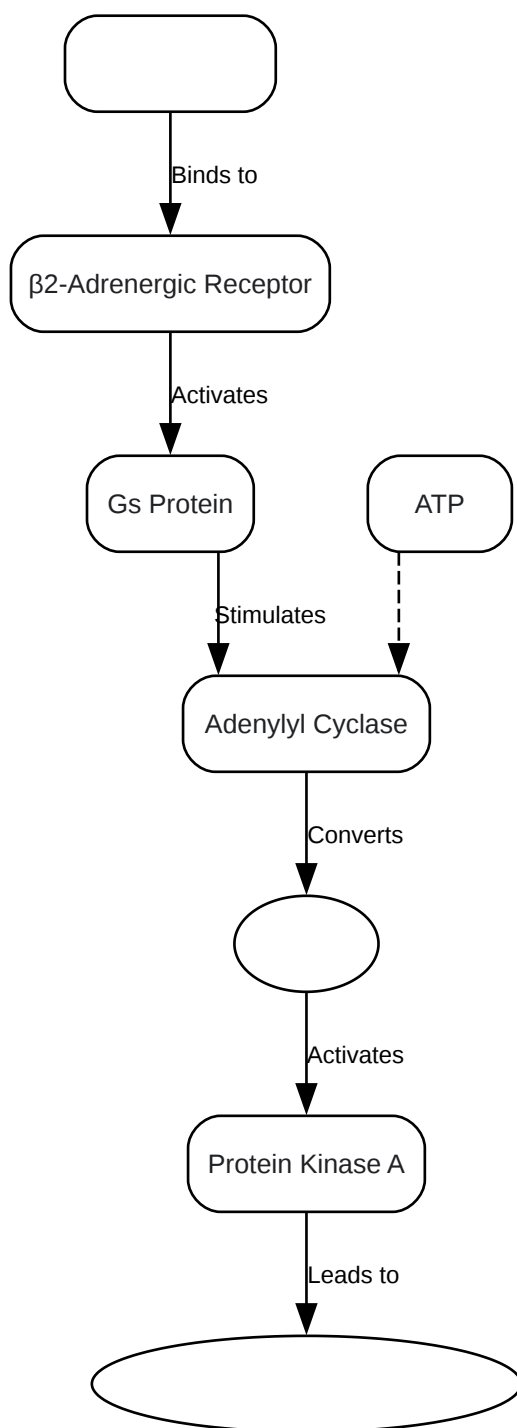 Binds to
β2-Adrenergic Receptor
Activates
Gs Protein
ATP
Stimulates
Adenylyl Cyclase
Converts
Activates
Protein Kinase A
Leads to